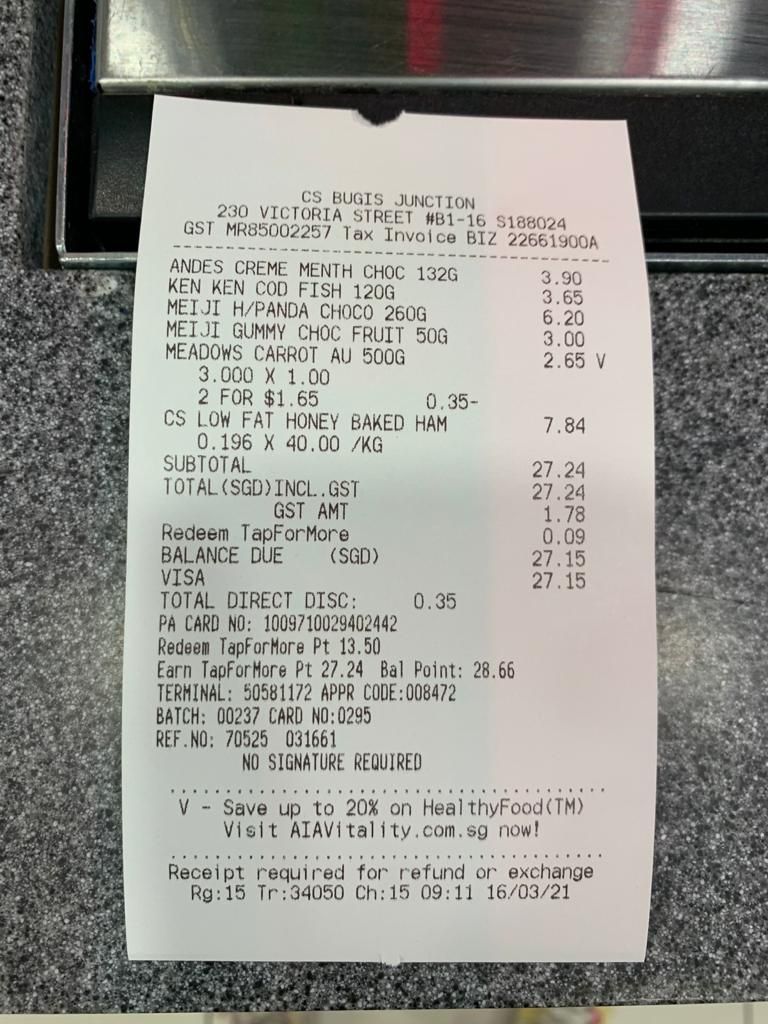 CS BUGIS JUNCTION
230 VICTORIA STREET #B1-16 S188024
GST MR85002257 Tax Invoice BIZ 22661900A
ANDES CREME MENTH CHOC 132G 3.90
KEN KEN COD FISH 120G 3.65
MEIJI H/PANDA CHOCO 260G 6.20
MEIJI GUMMY CHOC FRUIT 50G 3.00
MEADOWS CARROT AU 500G 2.65 V
3.000 X 1.00
2 FOR $1.65 0.35-
CS LOW FAT HONEY BAKED HAM 7.84
0.196 X 40.00 /KG
SUBTOTAL 27.24
TOTAL(SGD)INCL.GST 27.24
GST AMT 1.78
Redeem TapForMore 0.09
BALANCE DUE (SGD) 27.15
VISA 27.15
TOTAL DIRECT DISC: 0.35
PA CARD NO: 1009710029402442
Redeem TapForMore Pt 13.50
Earn TapForMore Pt 27.24 Bal Point: 28.66
TERMINAL: 50581172 APPR CODE:008472
BATCH: 00237 CARD NO:0295
REF.NO: 70525 031661
NO SIGNATURE REQUIRED
V - Save up to 20% on HealthyFood(TM)
Visit AIAVitality.com.sg now!
Receipt required for refund or exchange
Rg:15 Tr:34050 Ch:15 09:11 16/03/21